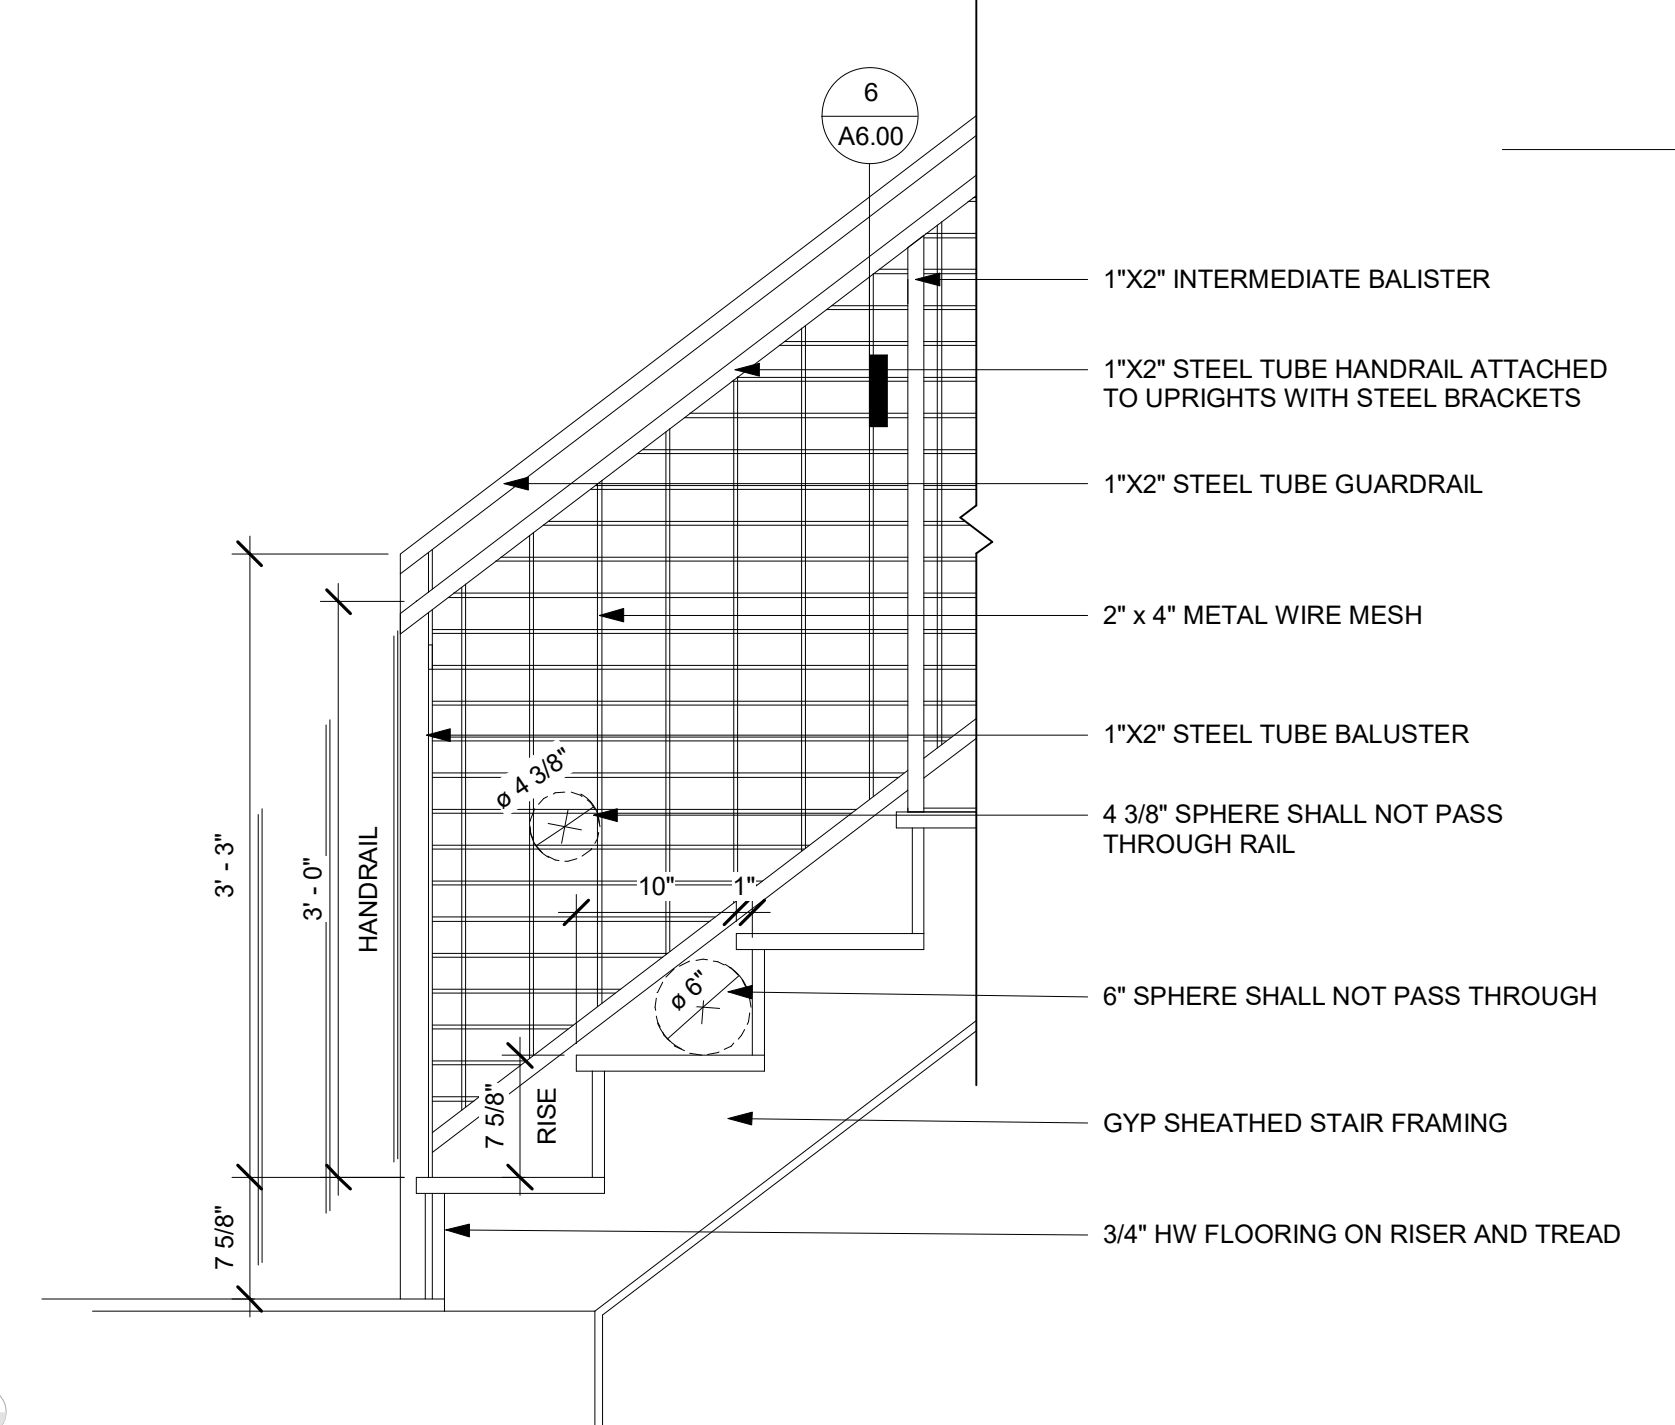 6
A6.00
1"X2" INTERMEDIATE BALISTER
1"X2" STEEL TUBE HANDRAIL ATTACHED
TO UPRIGHTS WITH STEEL BRACKETS
1"X2" STEEL TUBE GUARDRAIL
2" x 4" METAL WIRE MESH
1"X2" STEEL TUBE BALUSTER
ø 4 3/8"
4 3/8" SPHERE SHALL NOT PASS
THROUGH RAIL
3' - 3"
3' - 0"
HANDRAIL
10"
1"
ø 6"
6" SPHERE SHALL NOT PASS THROUGH
7 5/8"
RISE
GYP SHEATHED STAIR FRAMING
7 5/8"
3/4" HW FLOORING ON RISER AND TREAD